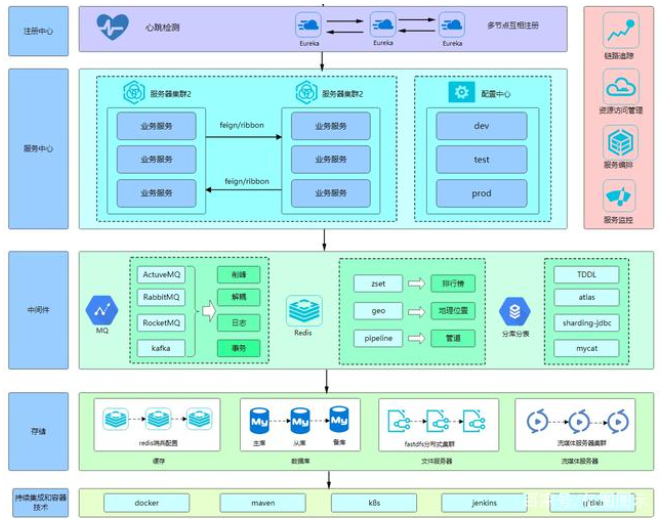 注册中心
心跳检测
Eureka
Eureka
Eureka
多节点互相注册
链路追踪
资源访问管理
服务编排
服务监控
服务中心
服务器集群2
服务器集群2
配置中心
业务服务
feign/ribbon
业务服务
dev
业务服务
业务服务
test
业务服务
feign/ribbon
业务服务
prod
中间件
MQ
ActuveMQ
削峰
RabbitMQ
解耦
RocketMQ
日志
kafka
事务
Redis
zset
排行榜
geo
地理位置
pipeline
管道
分库分表
TDDL
atlas
sharding-jdbc
mycat
存储
redis哨兵配置
缓存
主库
从库
备库
数据库
fastdfs分布式集群
文件服务器
流媒体服务器集群
流媒体服务器
持续集成和容器
技术
docker
maven
k8s
jenkins